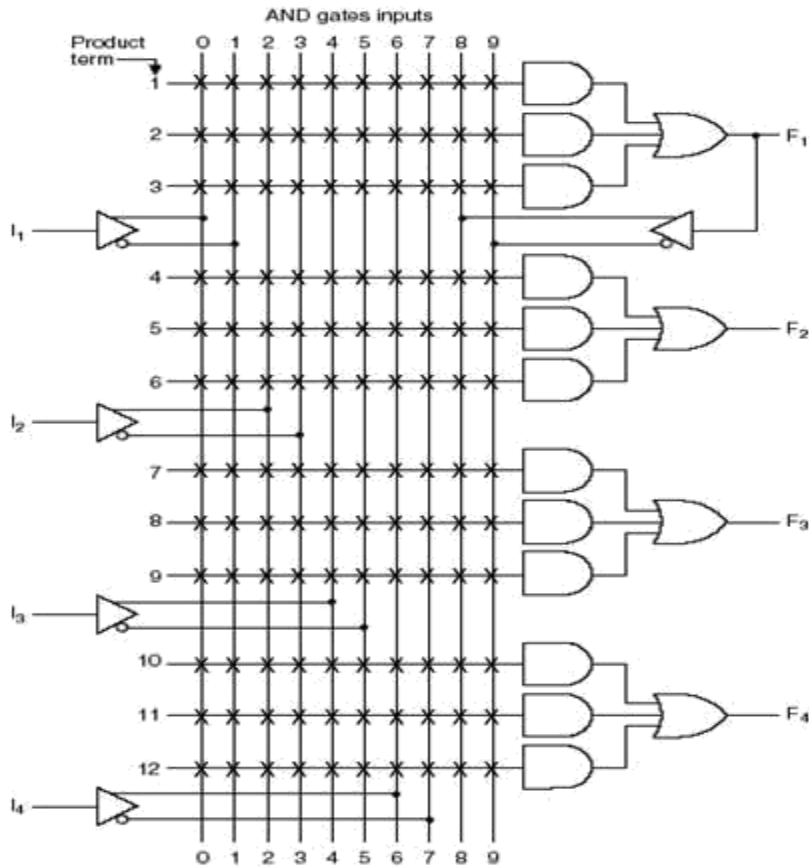 AND gates inputs
Product term
0 1 2 3 4 5 6 7 8 9
1
2
3
F₁
I₁
4
5
6
F₂
I₂
7
8
9
F₃
I₃
10
11
12
F₄
I₄
0 1 2 3 4 5 6 7 8 9